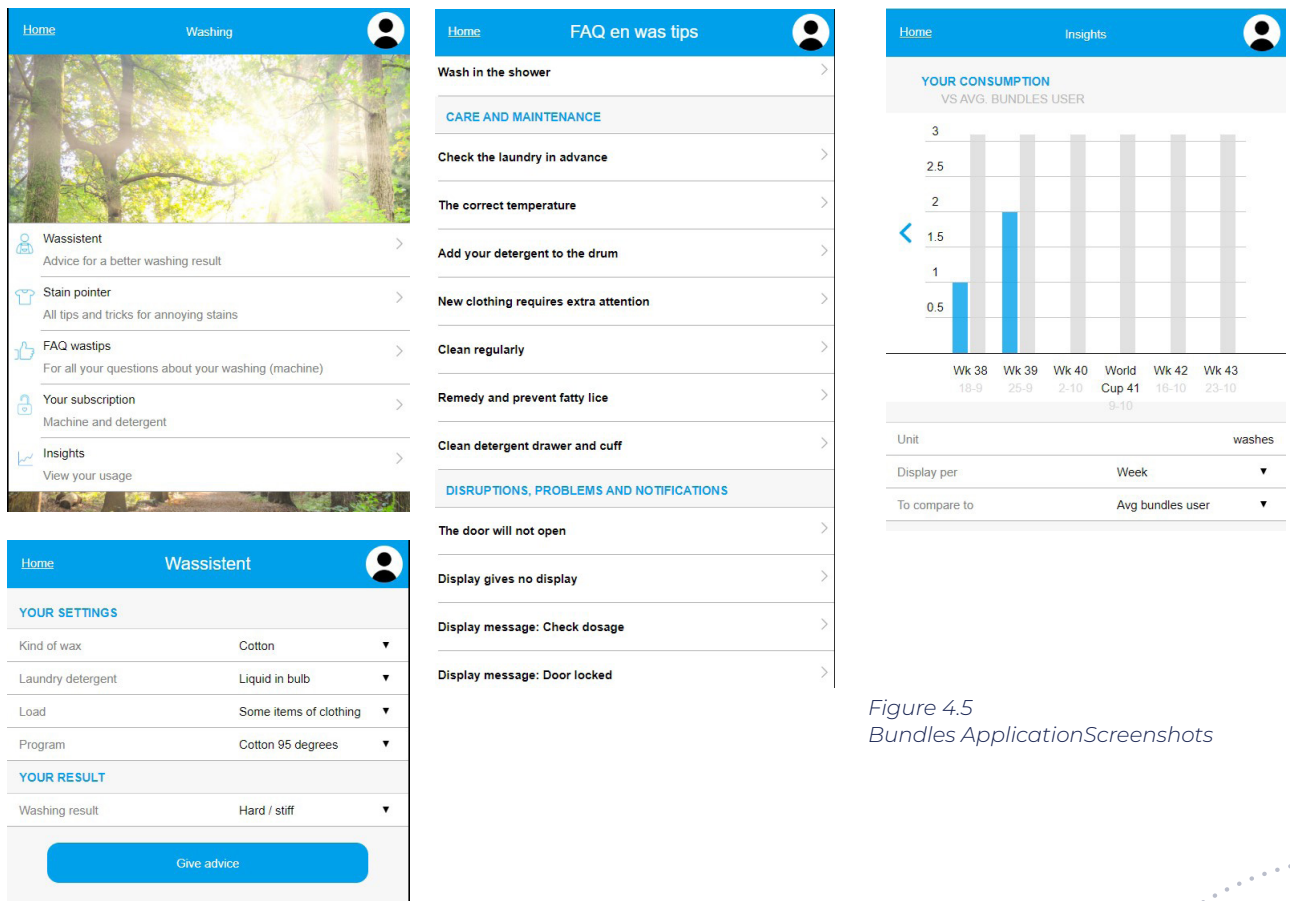 Home
Washing
Wassistent
Advice for a better washing result
Stain pointer
All tips and tricks for annoying stains
FAQ wastips
For all your questions about your washing (machine)
Your subscription
Machine and detergent
Insights
View your usage
Home
Wassistent
YOUR SETTINGS
Kind of wax Cotton
Laundry detergent Liquid in bulb
Load Some items of clothing
Program Cotton 95 degrees
YOUR RESULT
Washing result Hard / stiff
Give advice
Home
FAQ en was tips
Wash in the shower
CARE AND MAINTENANCE
Check the laundry in advance
The correct temperature
Add your detergent to the drum
New clothing requires extra attention
Clean regularly
Remedy and prevent fatty lice
Clean detergent drawer and cuff
DISRUPTIONS, PROBLEMS AND NOTIFICATIONS
The door will not open
Display gives no display
Display message: Check dosage
Display message: Door locked
Home
Insights
YOUR CONSUMPTION
VS AVG. BUNDLES USER
3
2.5
2
1.5
1
0.5
Wk 38 Wk 39 Wk 40 World Wk 42 Wk 43
18-9 25-9 2-10 Cup 41 16-10 23-10
9-10
Unit washes
Display per Week
To compare to Avg bundles user
Figure 4.5
Bundles ApplicationScreenshots